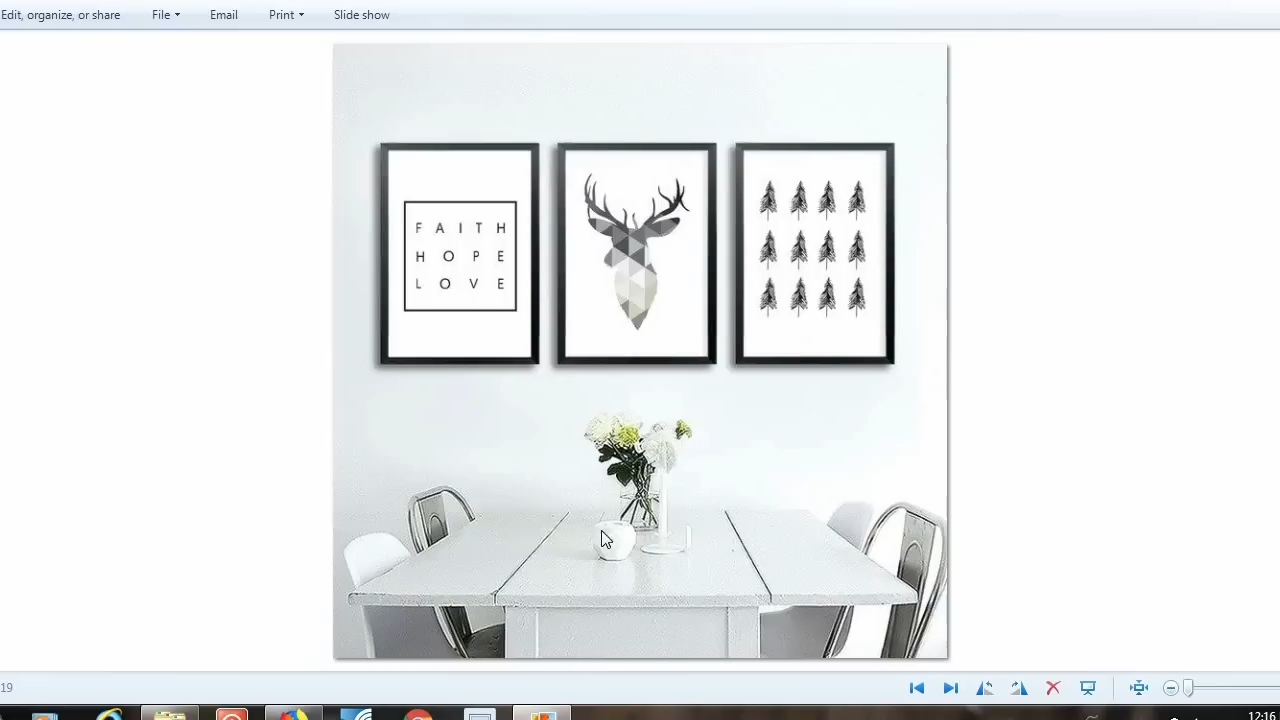 Edit, organize, or share File Email Print Slide show
F A I T H
H O P E
L O V E
19
12:16